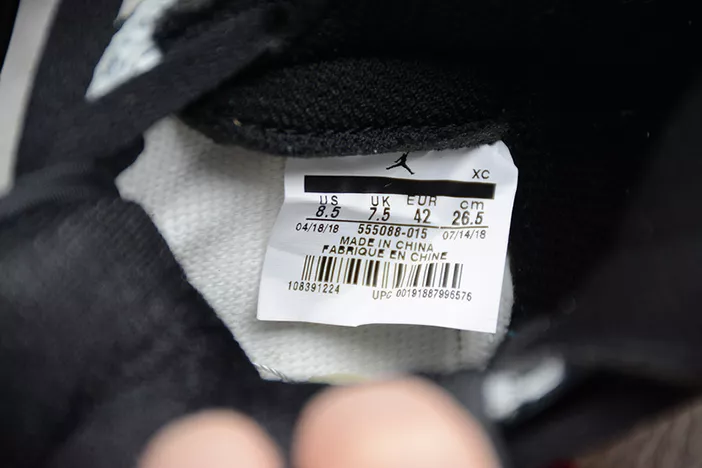 XC
US UK EUR cm
8.5 7.5 42 26.5
04/18/18 555088-015 07/14/18
MADE IN CHINA
FABRIQUE EN CHINE
108391224 UPC 00191887996576